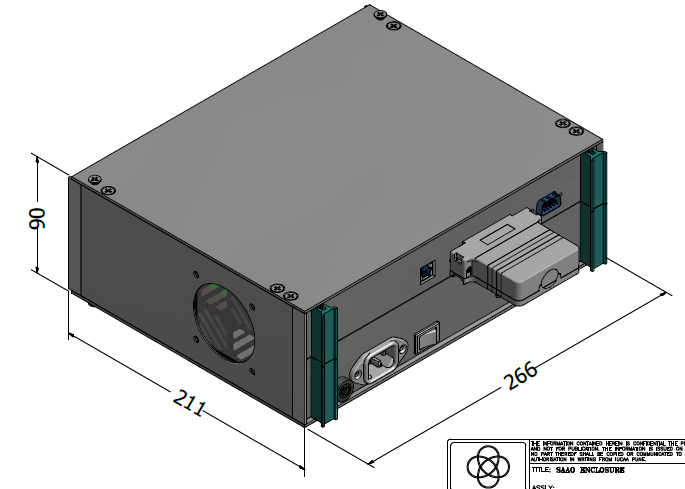 90
211
266
THE INFORMATION CONTAINED HEREIN IS CONFIDENTIAL THE
AND NOT FOR PUBLICATION. THE INFORMATION IS ISSUED ON
NO PART THEREOF SHALL BE COPIED OR COMMUNICATED TO
AUTHORISATION IN WRITING FROM IUCAA PUNE.
TITLE: SAAO ENCLOSURE
ASSLY: